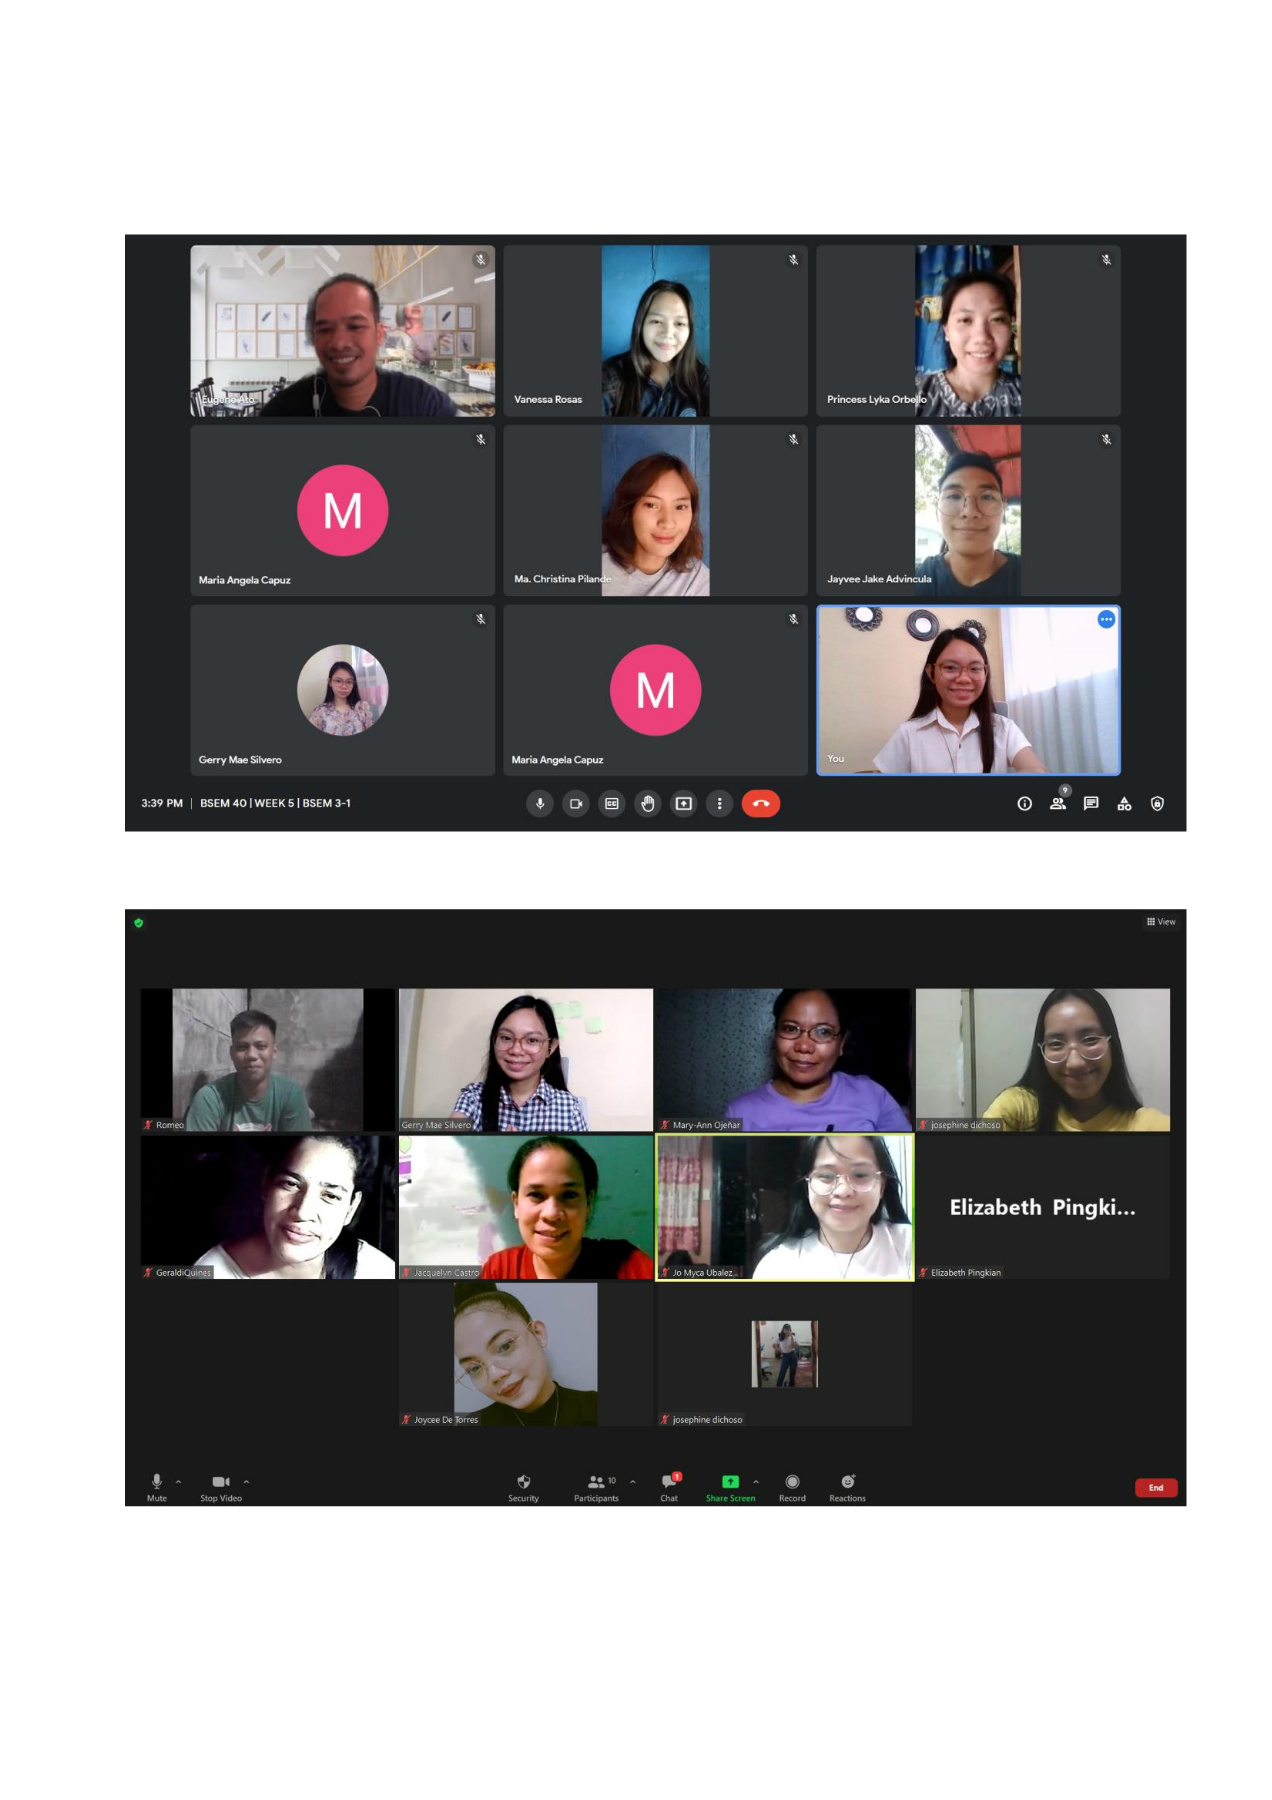 Eugene Ato
Vanessa Rosas
Princess Lyka Orbello
M
Maria Angela Capuz
Ma. Christina Pilande
Jayvee Jake Advincula
Gerry Mae Silvero
M
Maria Angela Capuz
You
3:39 PM | BSEM 40 | WEEK 5 | BSEM 3-1
CC
9
View
Romeo
Gerry Mae Silvero
Mary-Ann Ojeñar
josephine dichoso
GeraldiQuines
Jacquelyn Castro
Jo Myca Ubalez...
Elizabeth Pingki...
Elizabeth Pingkian
Joycee De Torres
josephine dichoso
Mute
Stop Video
Security
Participants
10
Chat
1
Share Screen
Record
Reactions
End